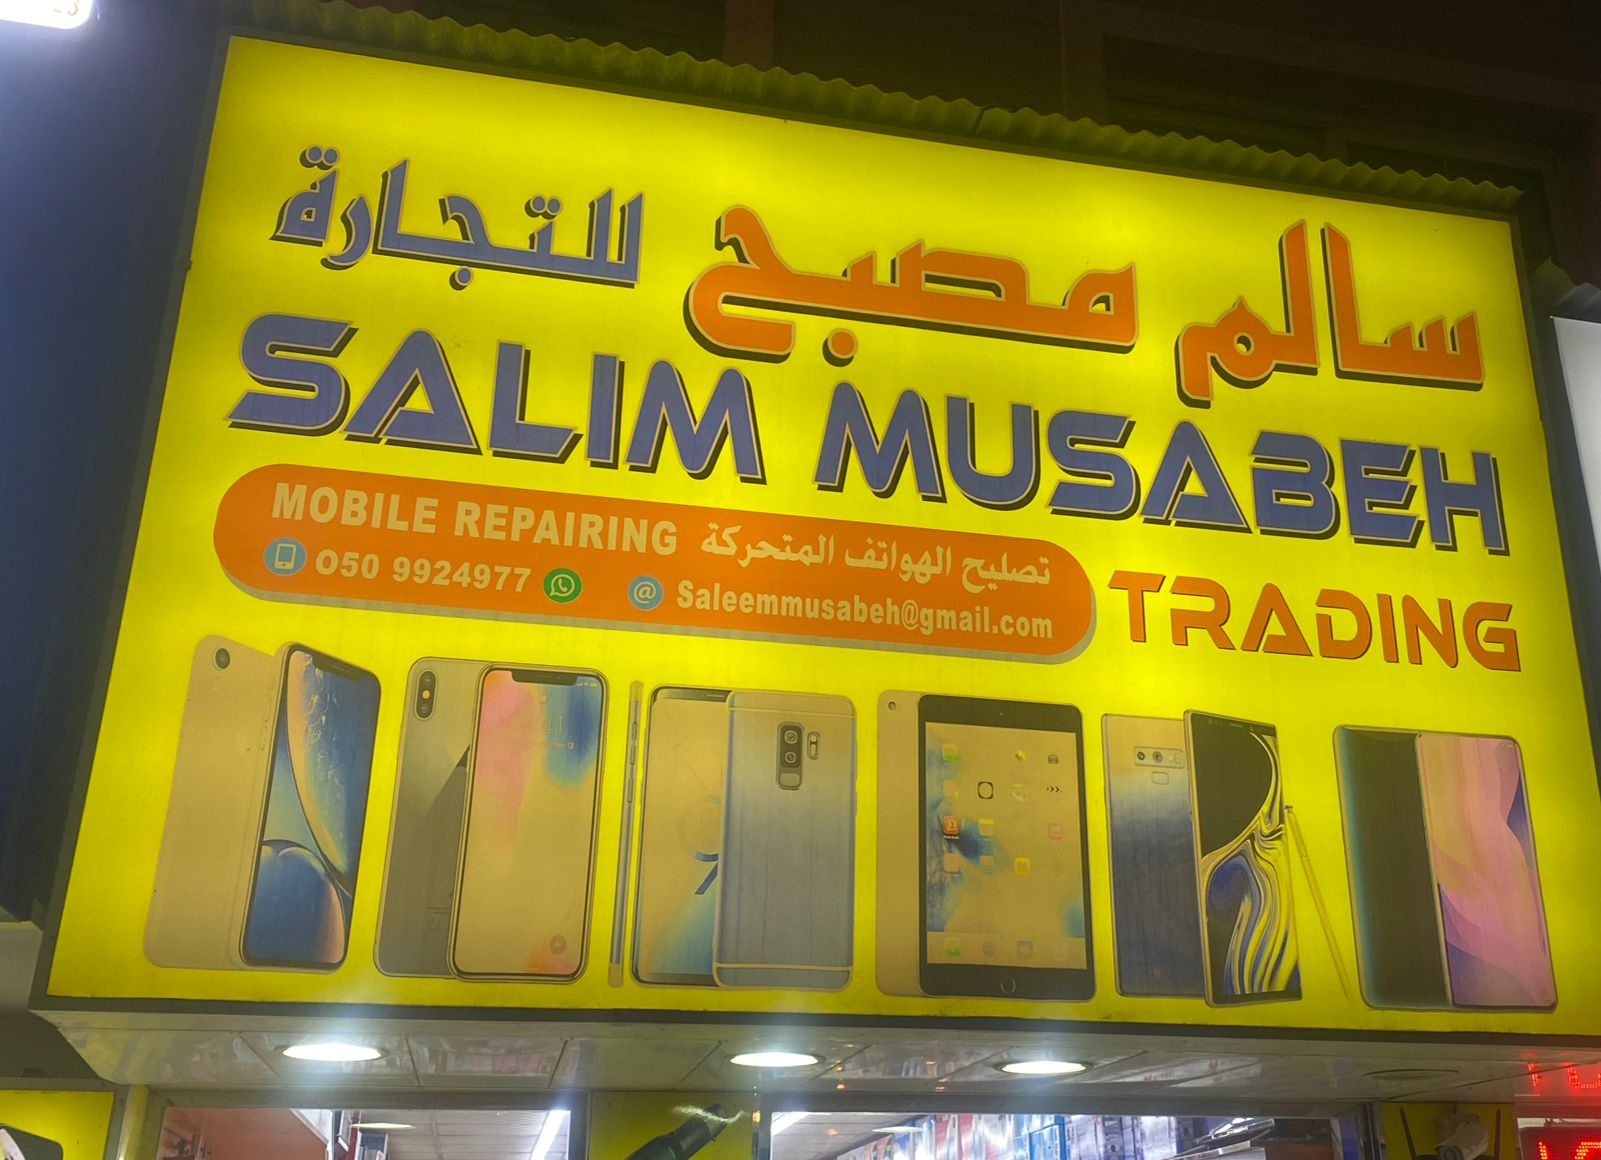 سالم مصبح للتجارة
SALIM MUSABEH
TRADING
MOBILE REPAIRING تصليح الهواتف المتحركة
050 9924977 Saleemmusabeh@gmail.com